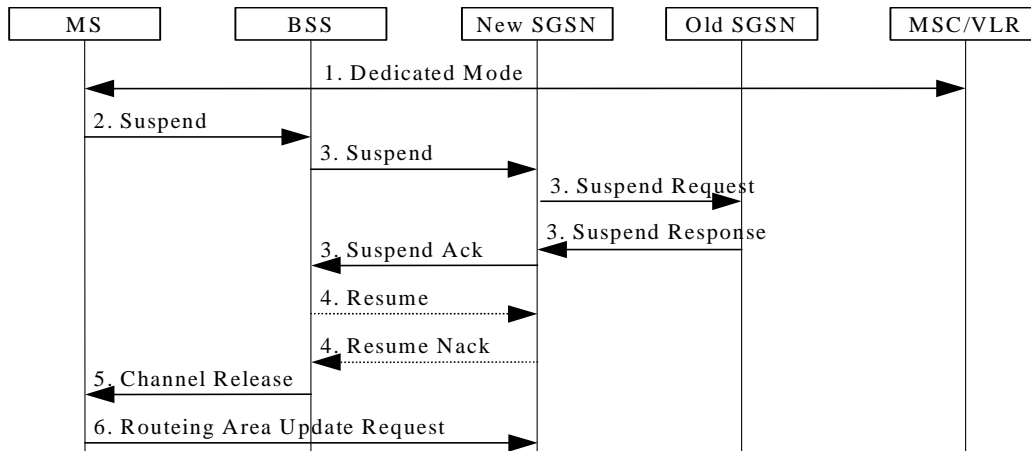 MS
BSS
New SGSN
Old SGSN
MSC/VLR
1. Dedicated Mode
2. Suspend
3. Suspend
3. Suspend Request
3. Suspend Response
3. Suspend Ack
4. Resume
4. Resume Nack
5. Channel Release
6. Routeing Area Update Request